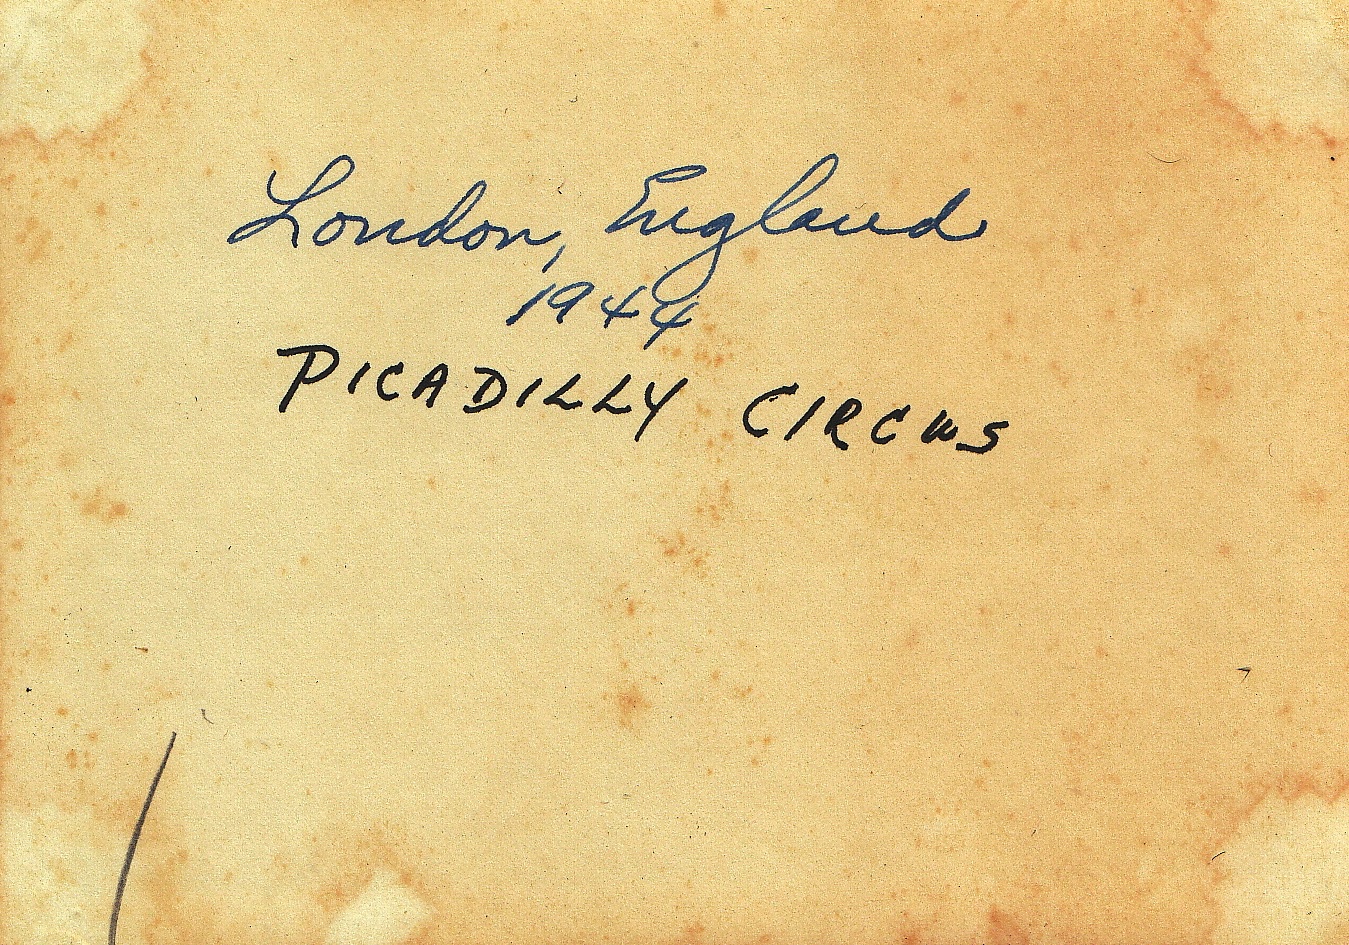 London, England
1944
PICADILLY CIRCUS